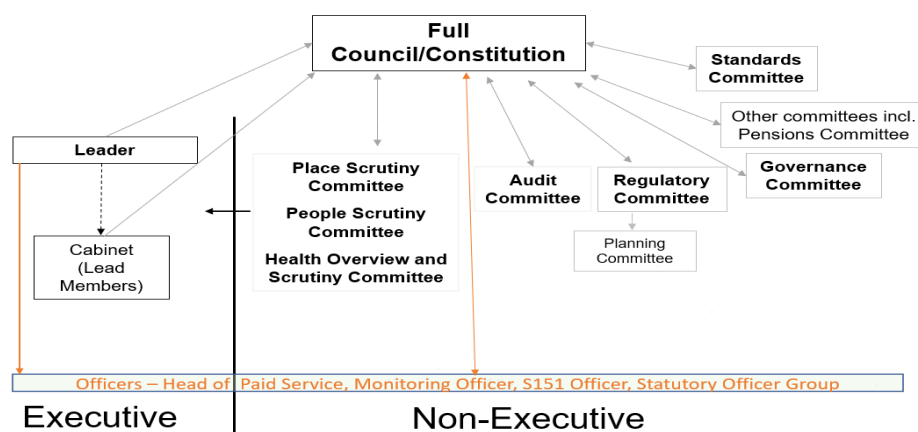 Full
Council/Constitution
Standards
Committee
Other committees incl.
Pensions Committee
Governance
Committee
Leader
Place Scrutiny
Committee
People Scrutiny
Committee
Health Overview and
Scrutiny Committee
Audit
Committee
Regulatory
Committee
Planning
Committee
Cabinet
(Lead
Members)
Officers – Head of Paid Service, Monitoring Officer, S151 Officer, Statutory Officer Group
Executive
Non-Executive